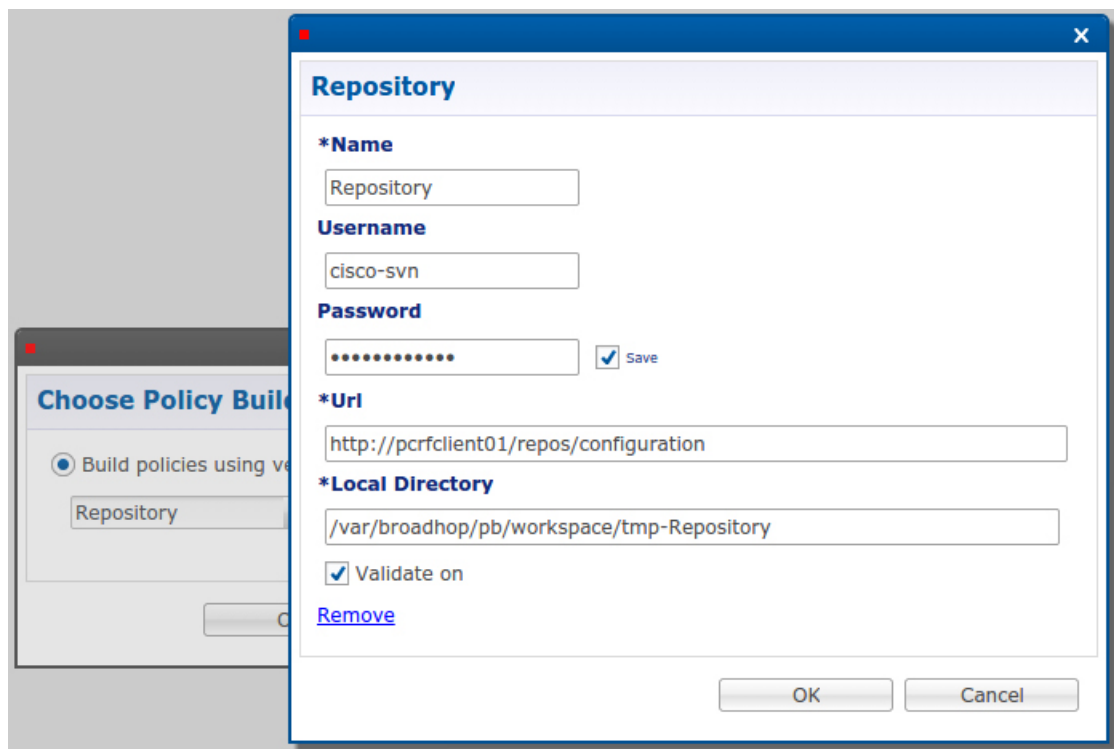 Repository
*Name
Repository
Username
cisco-svn
Password
•••••••••••• Save
*Url
http://pcrfclient01/repos/configuration
*Local Directory
/var/broadhop/pb/workspace/tmp-Repository
Validate on
Remove
OK Cancel
Choose Policy Buil
Build policies using ve
Repository